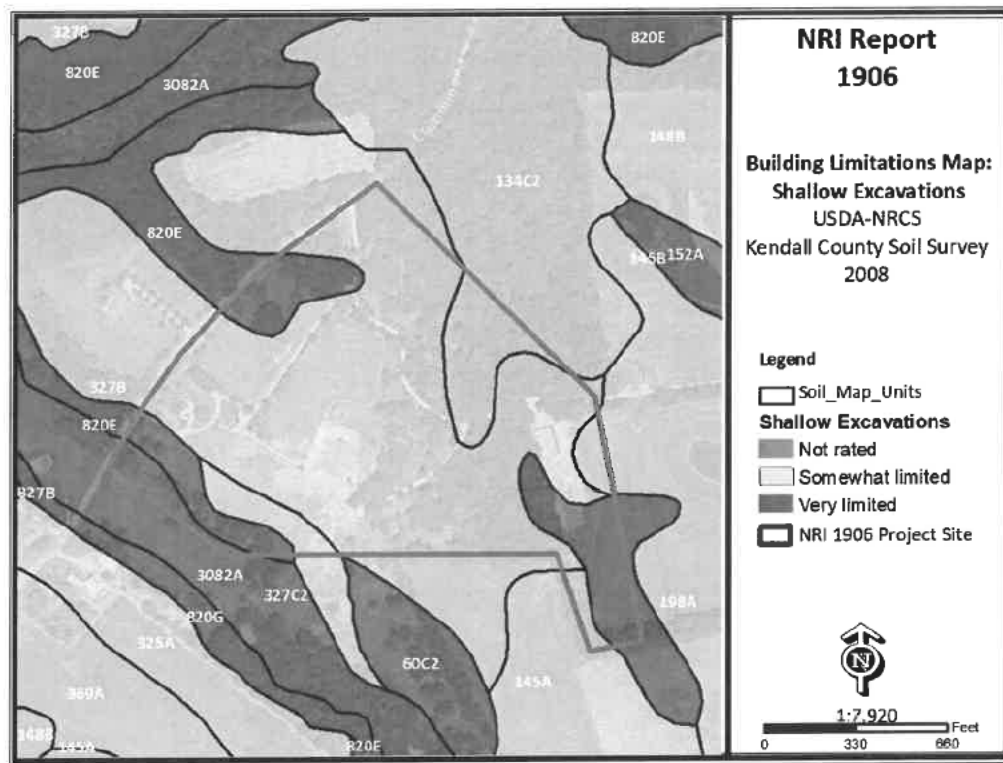 327B
820E
820E
3082A
148B
134C2
820E
145B
152A
327B
820E
327B
3082A
327C2
820G
198A
325A
60C2
369A
145A
148B
145A
820E
NRI Report
1906
Building Limitations Map:
Shallow Excavations
USDA-NRCS
Kendall County Soil Survey
2008
Legend
Soil_Map_Units
Shallow Excavations
Not rated
Somewhat limited
Very limited
NRI 1906 Project Site
N
1:7,920
Feet
0 330 660